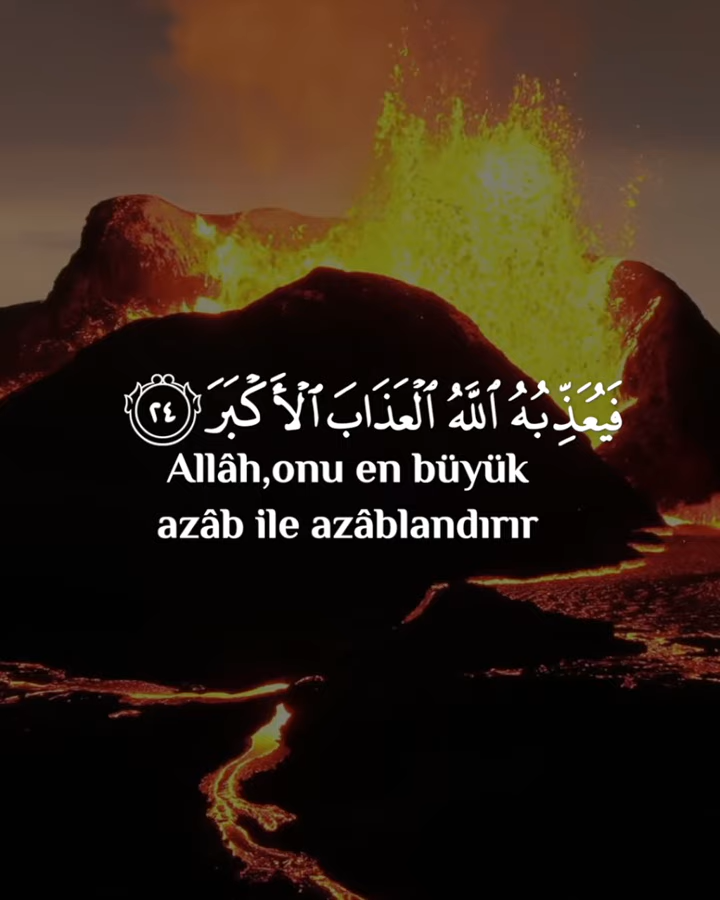 فَيُعَذِّبُهُ ٱللَّهُ ٱلْعَذَابَ ٱلْأَكْبَرَ ٢٤
Allâh,onu en büyük
azâb ile azâblandırır